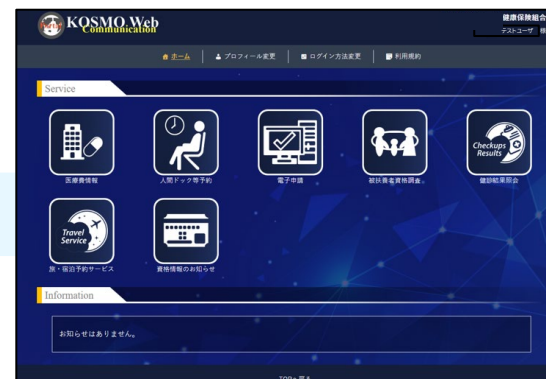 KOSMO Web
Communication
健康保険組合
テストユーザ 様
ホーム
プロフィール変更
ログイン方法変更
利用規約
Service
医療費情報
人間ドック等予約
電子申請
被扶養者資格調査
Checkups
Results
健診結果照会
Travel
Service
旅・宿泊予約サービス
資格情報のお知らせ
Information
お知らせはありません。